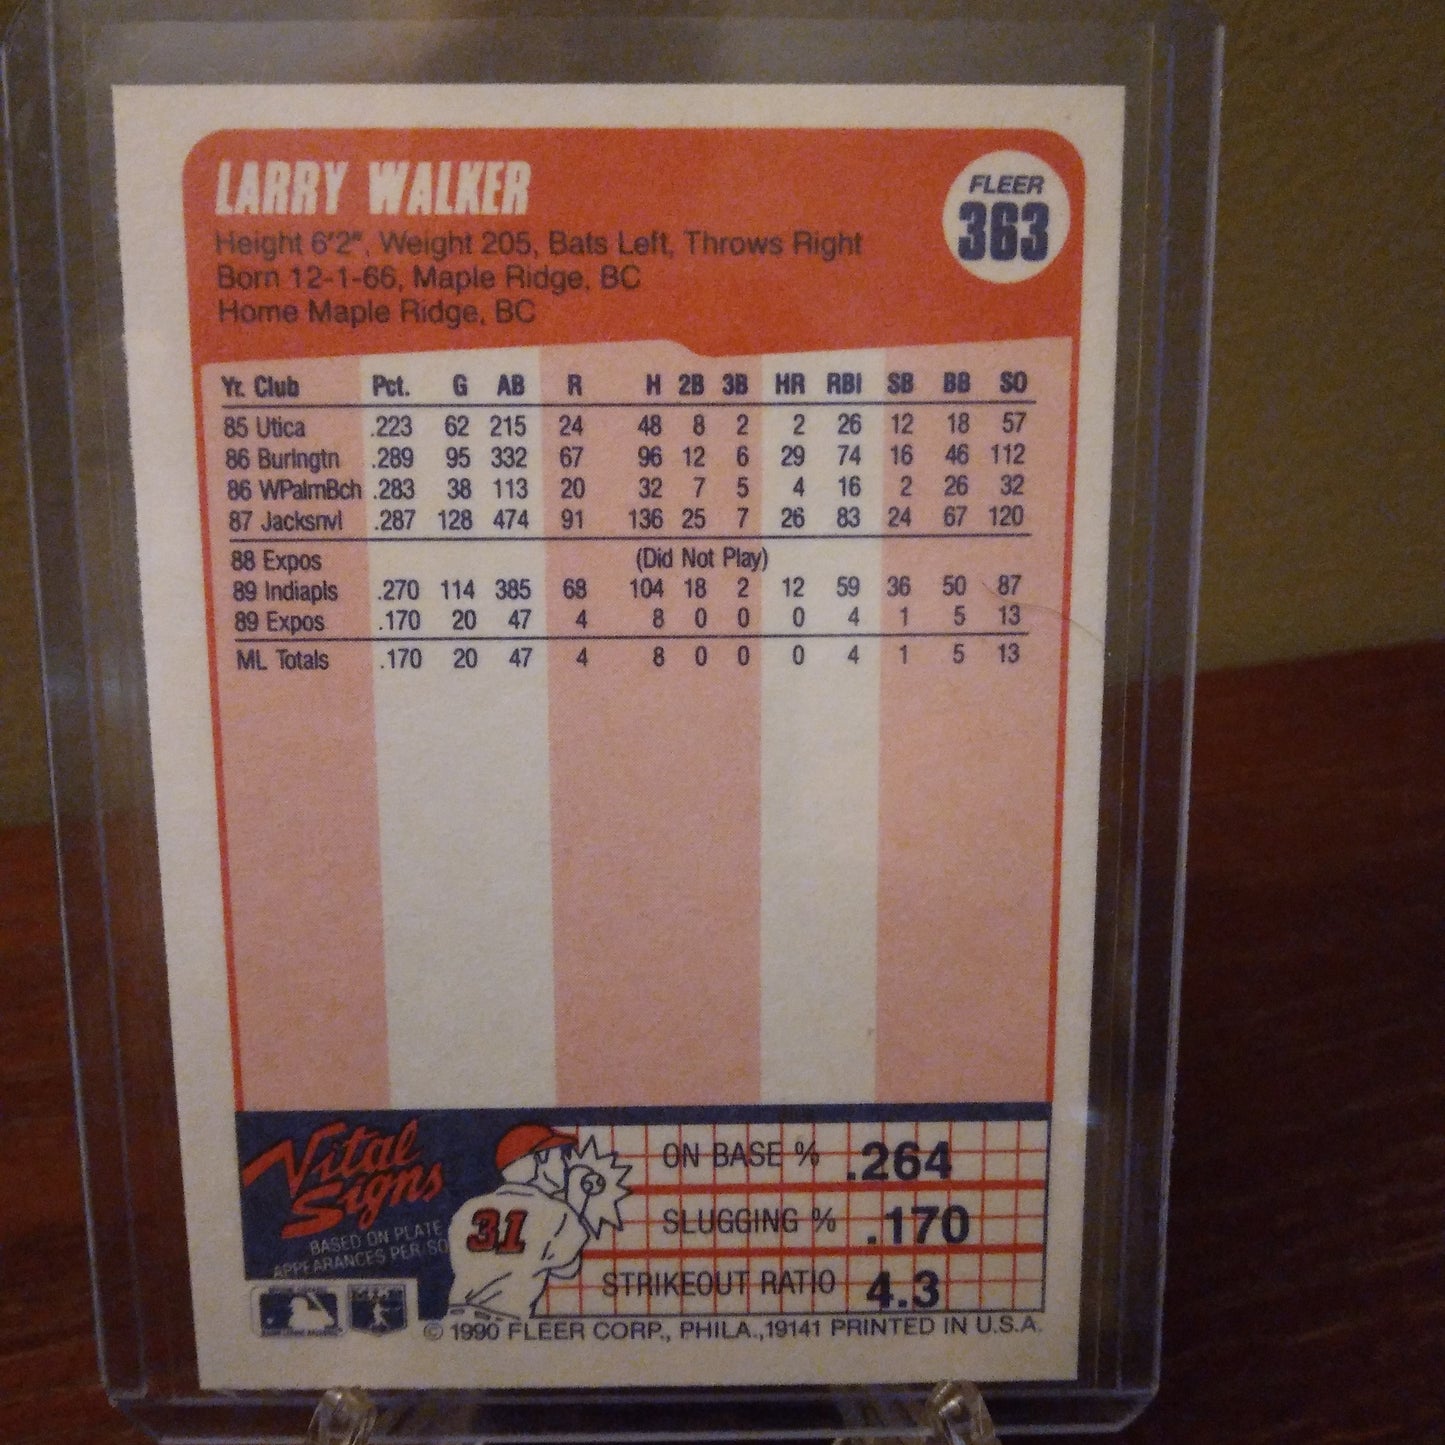 LARRY WALKER
FLEER
363
Height 6'2", Weight 205, Bats Left, Throws Right
Born 12-1-66, Maple Ridge, BC
Home Maple Ridge, BC
Yr. Club Pct. G AB R H 2B 3B HR RBI SB BB SO
85 Utica .223 62 215 24 48 8 2 2 26 12 18 57
86 Burlngtn .289 95 332 67 96 12 6 29 74 16 46 112
86 WPalmBch .283 38 113 20 32 7 5 4 16 2 26 32
87 Jacksnvl .287 128 474 91 136 25 7 26 83 24 67 120
88 Expos (Did Not Play)
89 Indiapls .270 114 385 68 104 18 2 12 59 36 50 87
89 Expos .170 20 47 4 8 0 0 0 4 1 5 13
ML Totals .170 20 47 4 8 0 0 0 4 1 5 13
Vital
Signs
BASED ON PLATE
APPEARANCES PER/SO
31
ON BASE % .264
SLUGGING % .170
STRIKEOUT RATIO 4.3
© 1990 FLEER CORP., PHILA.,19141 PRINTED IN U.S.A.